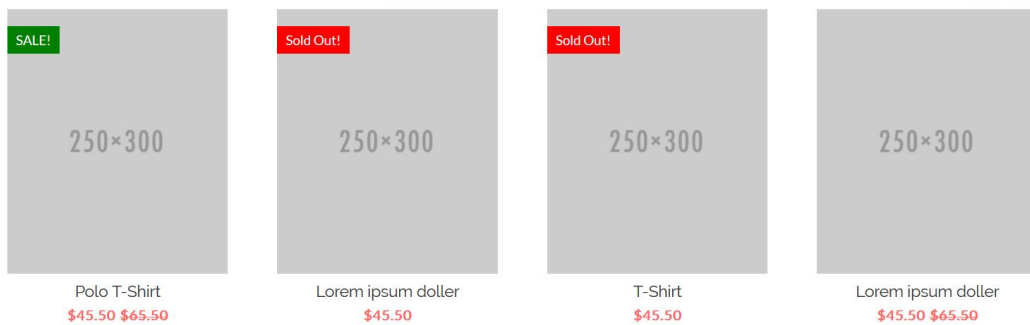 SALE!
250×300
Polo T-Shirt
$45.50 $65.50
Sold Out!
250×300
Lorem ipsum doller
$45.50
Sold Out!
250×300
T-Shirt
$45.50
250×300
Lorem ipsum doller
$45.50 $65.50